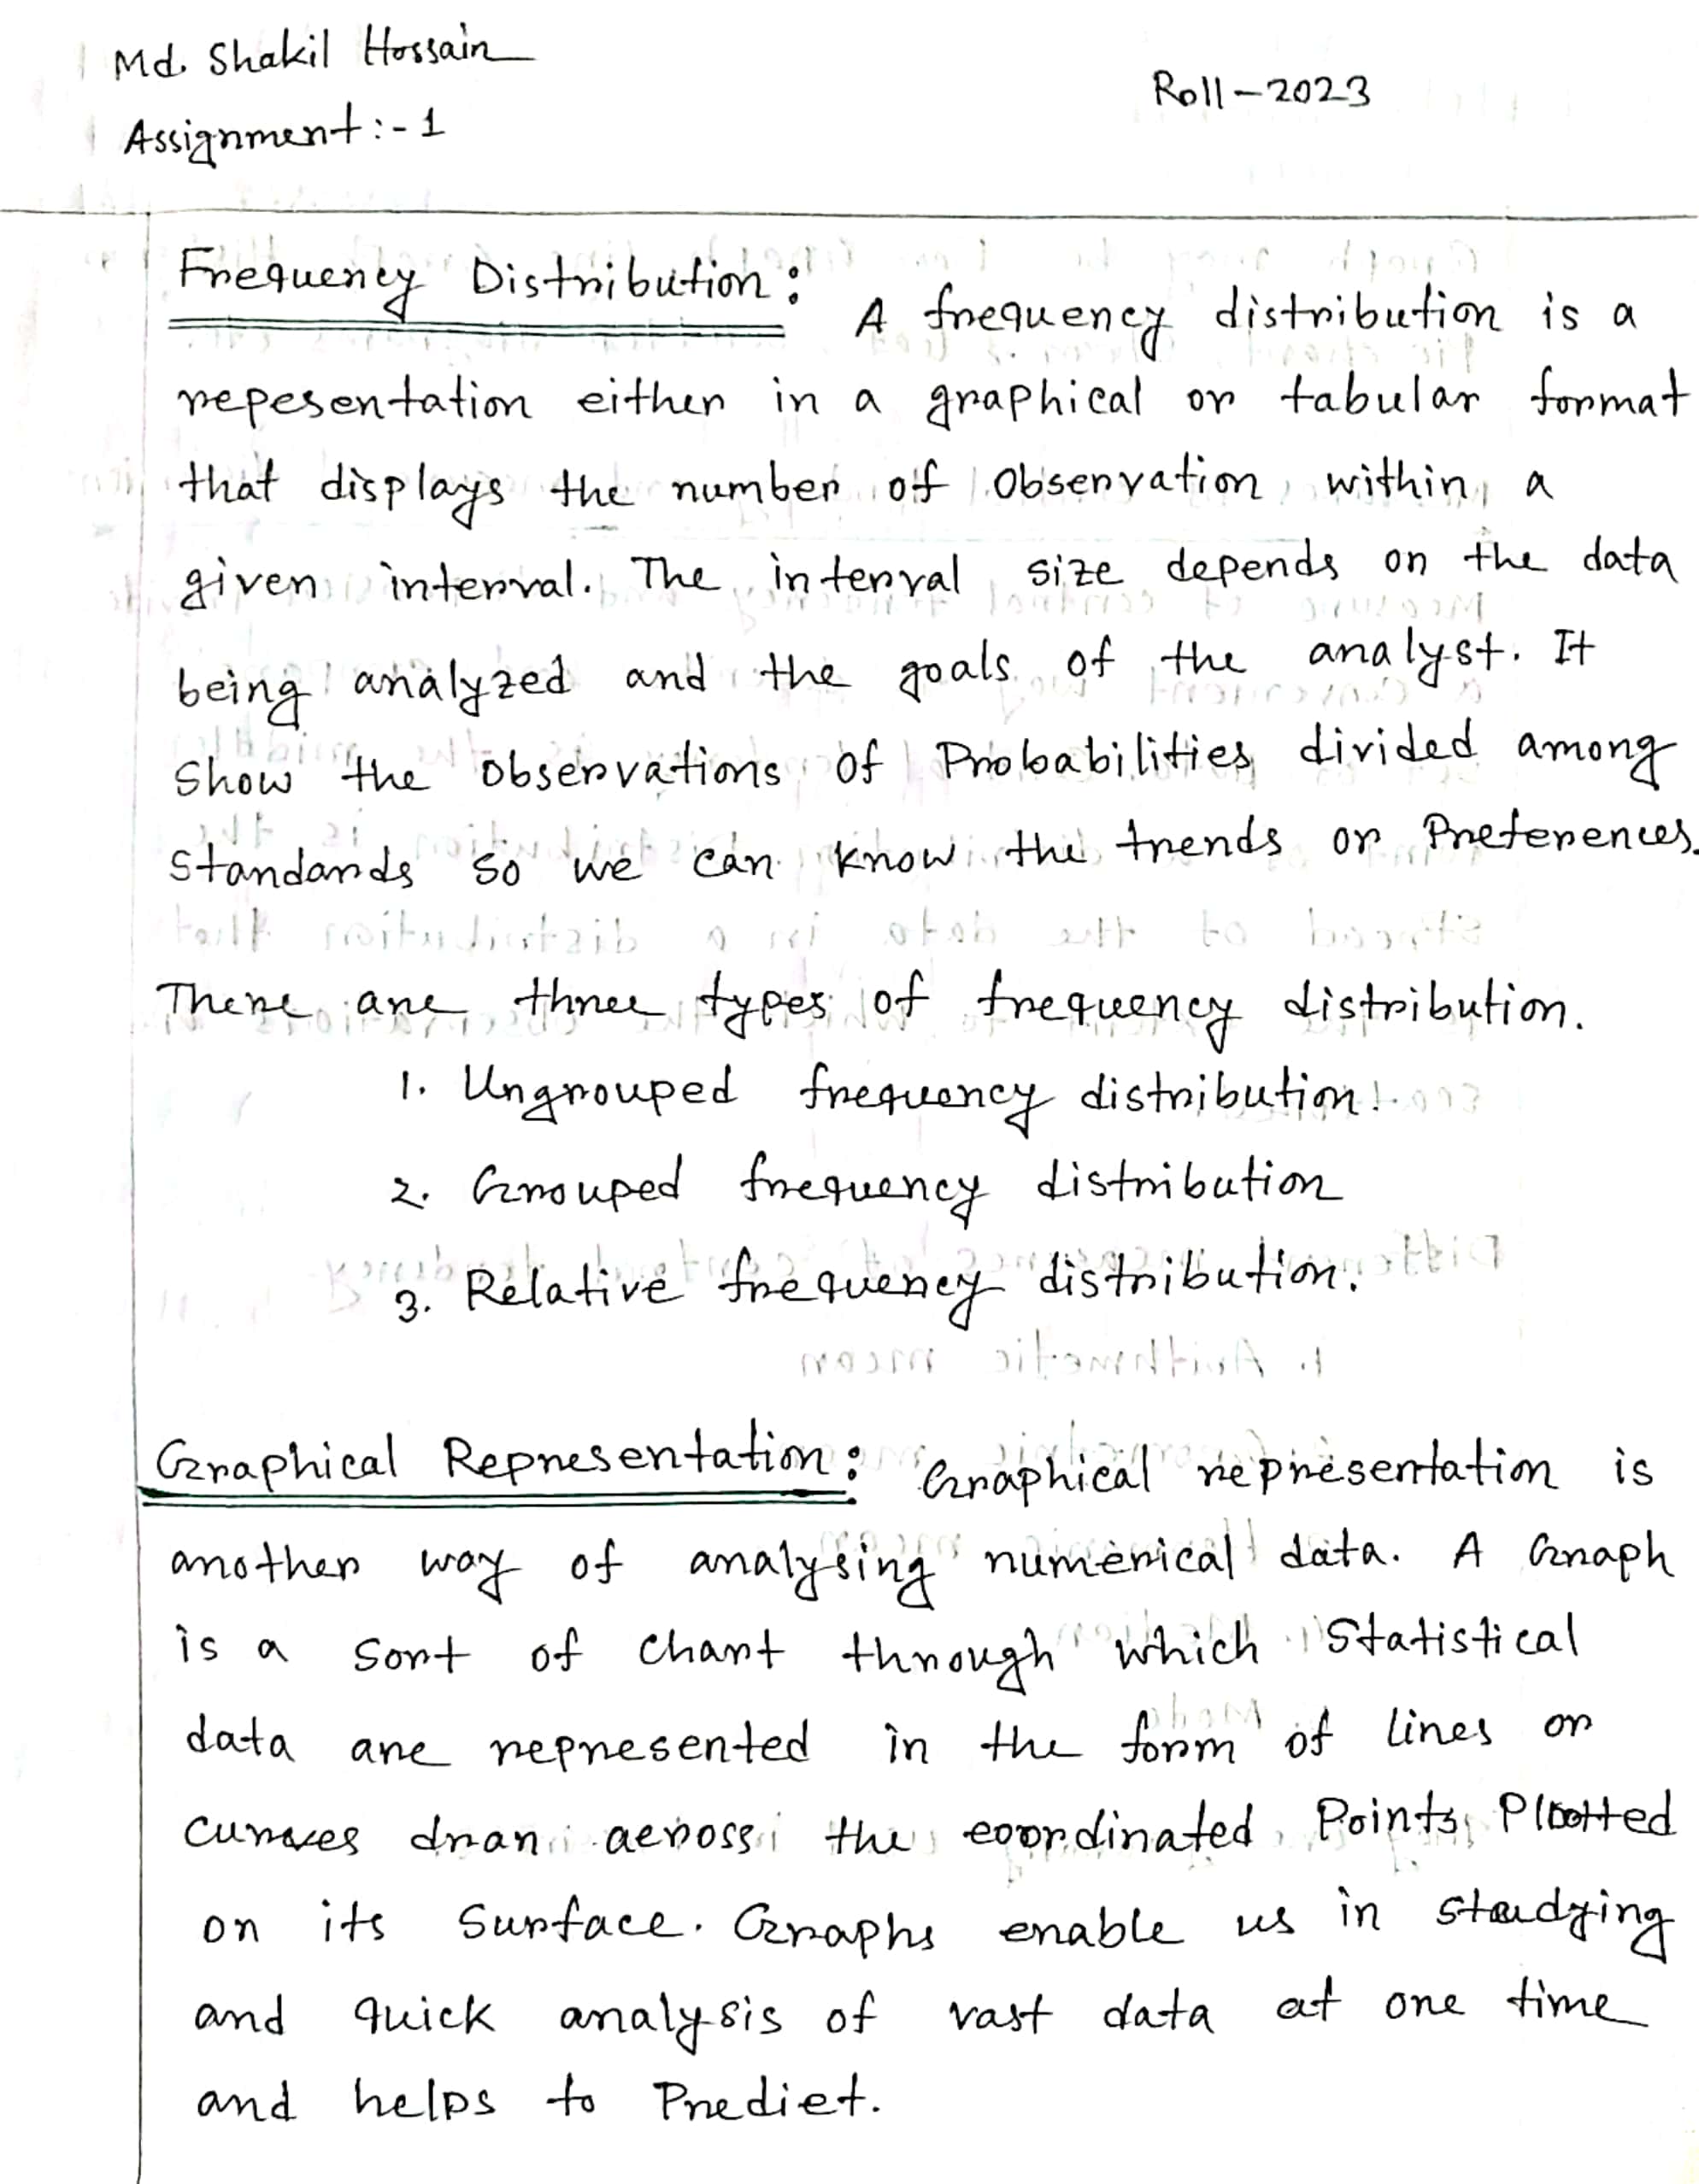 Md. Shakil Hossain
Roll-2023
Assignment:-1
Frequency Distribution: A frequency distribution is a
repesentation either in a graphical or tabular format
that displays the number of Observation within a
given interval. The interval size depends on the data
being analyzed and the goals of the analyst. It
Show the observations of Probabilities divided among
Standards so we can know the trends or Preferences.
There are three types of frequency distribution.
1. Ungrouped frequency distribution.
2. Grouped frequency distribution
3. Relative frequency distribution.
Graphical Representation: Graphical representation is
another way of analysing numerical data. A Graph
is a sort of chart through which Statistical
data are represented in the form of lines or
curves dran across the coordinated Points Plotted
on its Surface. Graphs enable us in studying
and quick analysis of vast data at one time
and helps to Predict.